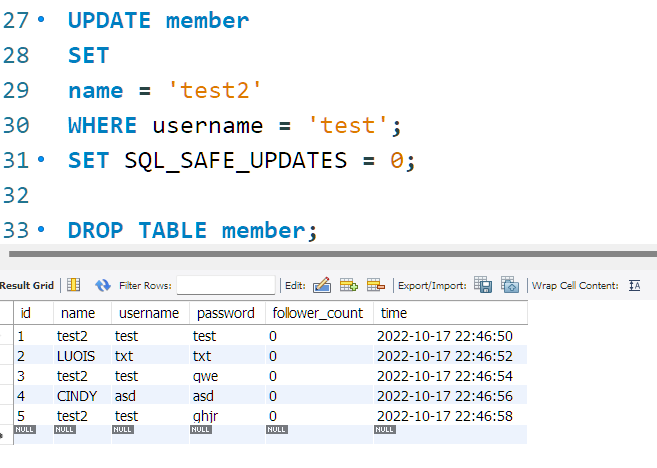 27 UPDATE member
28 SET
29 name = 'test2'
30 WHERE username = 'test';
31 SET SQL_SAFE_UPDATES = 0;
32
33 DROP TABLE member;
Result Grid Filter Rows: Edit: Export/Import: Wrap Cell Content: IA
id name username password follower_count time
1 test2 test test 0 2022-10-17 22:46:50
2 LUOIS txt txt 0 2022-10-17 22:46:52
3 test2 test qwe 0 2022-10-17 22:46:54
4 CINDY asd asd 0 2022-10-17 22:46:56
5 test2 test ghjr 0 2022-10-17 22:46:58
NULL NULL NULL NULL NULL NULL